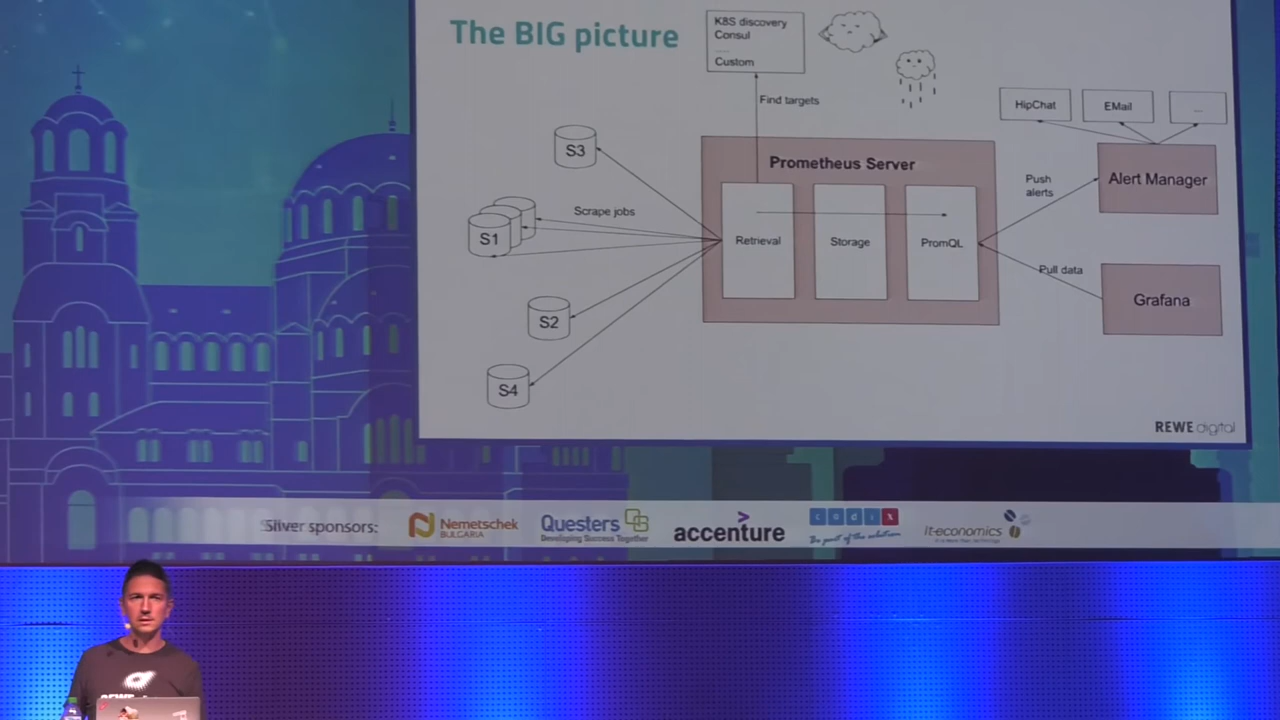 The BIG picture
K8S discovery
Consul
....
Custom
Find targets
HipChat
EMail
...
S3
Prometheus Server
Push
alerts
Alert Manager
Scrape jobs
S1
Retrieval
Storage
PromQL
Pull data
Grafana
S2
S4
REWE digital
Silver sponsors:
Nemetschek
BULGARIA
Questers
Developing Success Together
accenture
codix
The part of the solution
it-economics